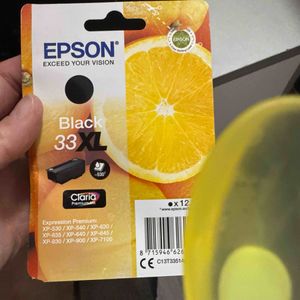 EPSON
EXCEED YOUR VISION
Black
33XL
Claria
Expression Premium
XP-530 / XP-540 / XP-630 /
XP-635 / XP-640 / XP-645 /
XP-830 / XP-900 / XP-7100